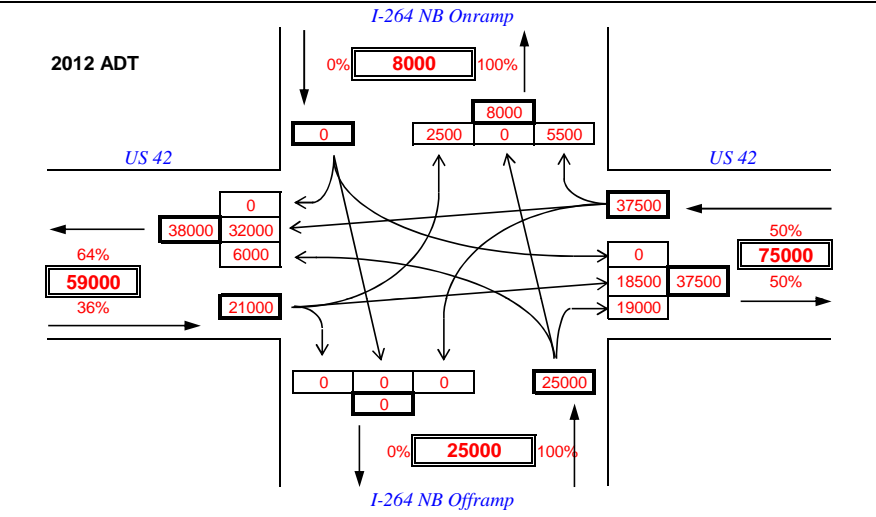 I-264 NB Onramp
2012 ADT
0% 8000 100%
8000
0 2500 0 5500
US 42 US 42
0 37500
38000 32000 50%
64% 6000 0 75000
59000 18500 37500 50%
36% 21000 19000
0 0 0 25000
0
0% 25000 100%
I-264 NB Offramp